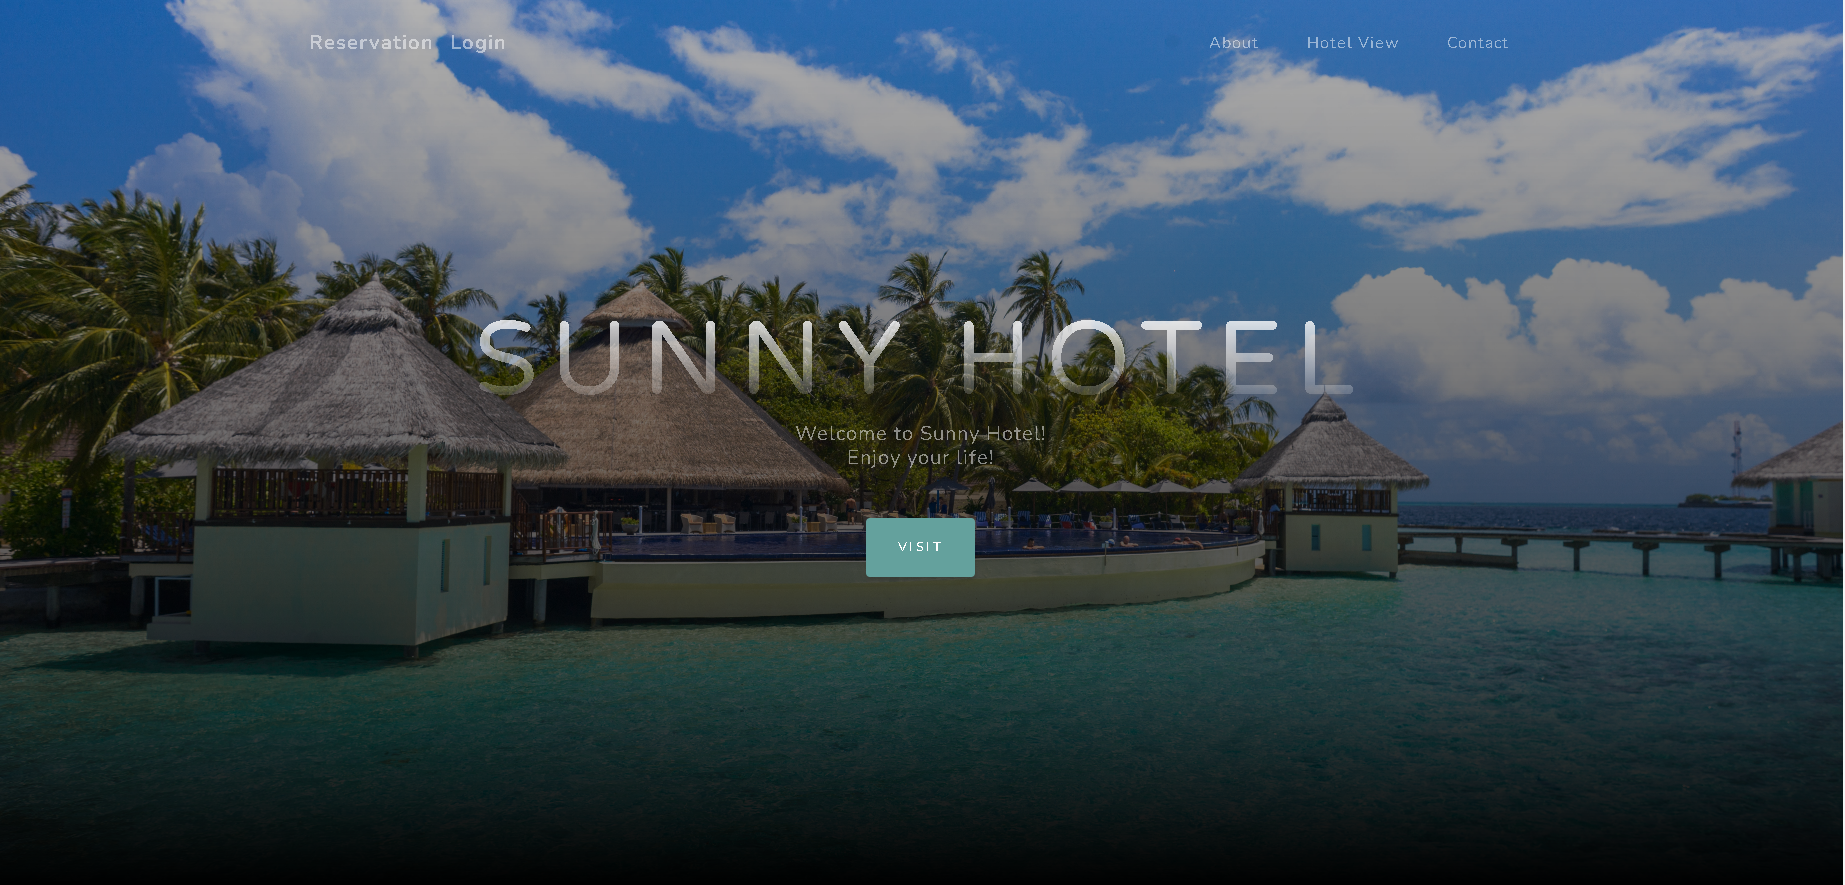 Reservation Login
About Hotel View Contact
SUNNY HOTEL
Welcome to Sunny Hotel!
Enjoy your life!
VISIT